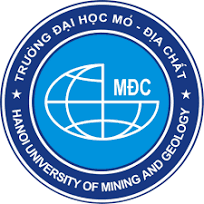 TRƯỜNG ĐẠI HỌC MỎ - ĐỊA CHẤT
MĐC
HANOI UNIVERSITY OF MINING AND GEOLOGY